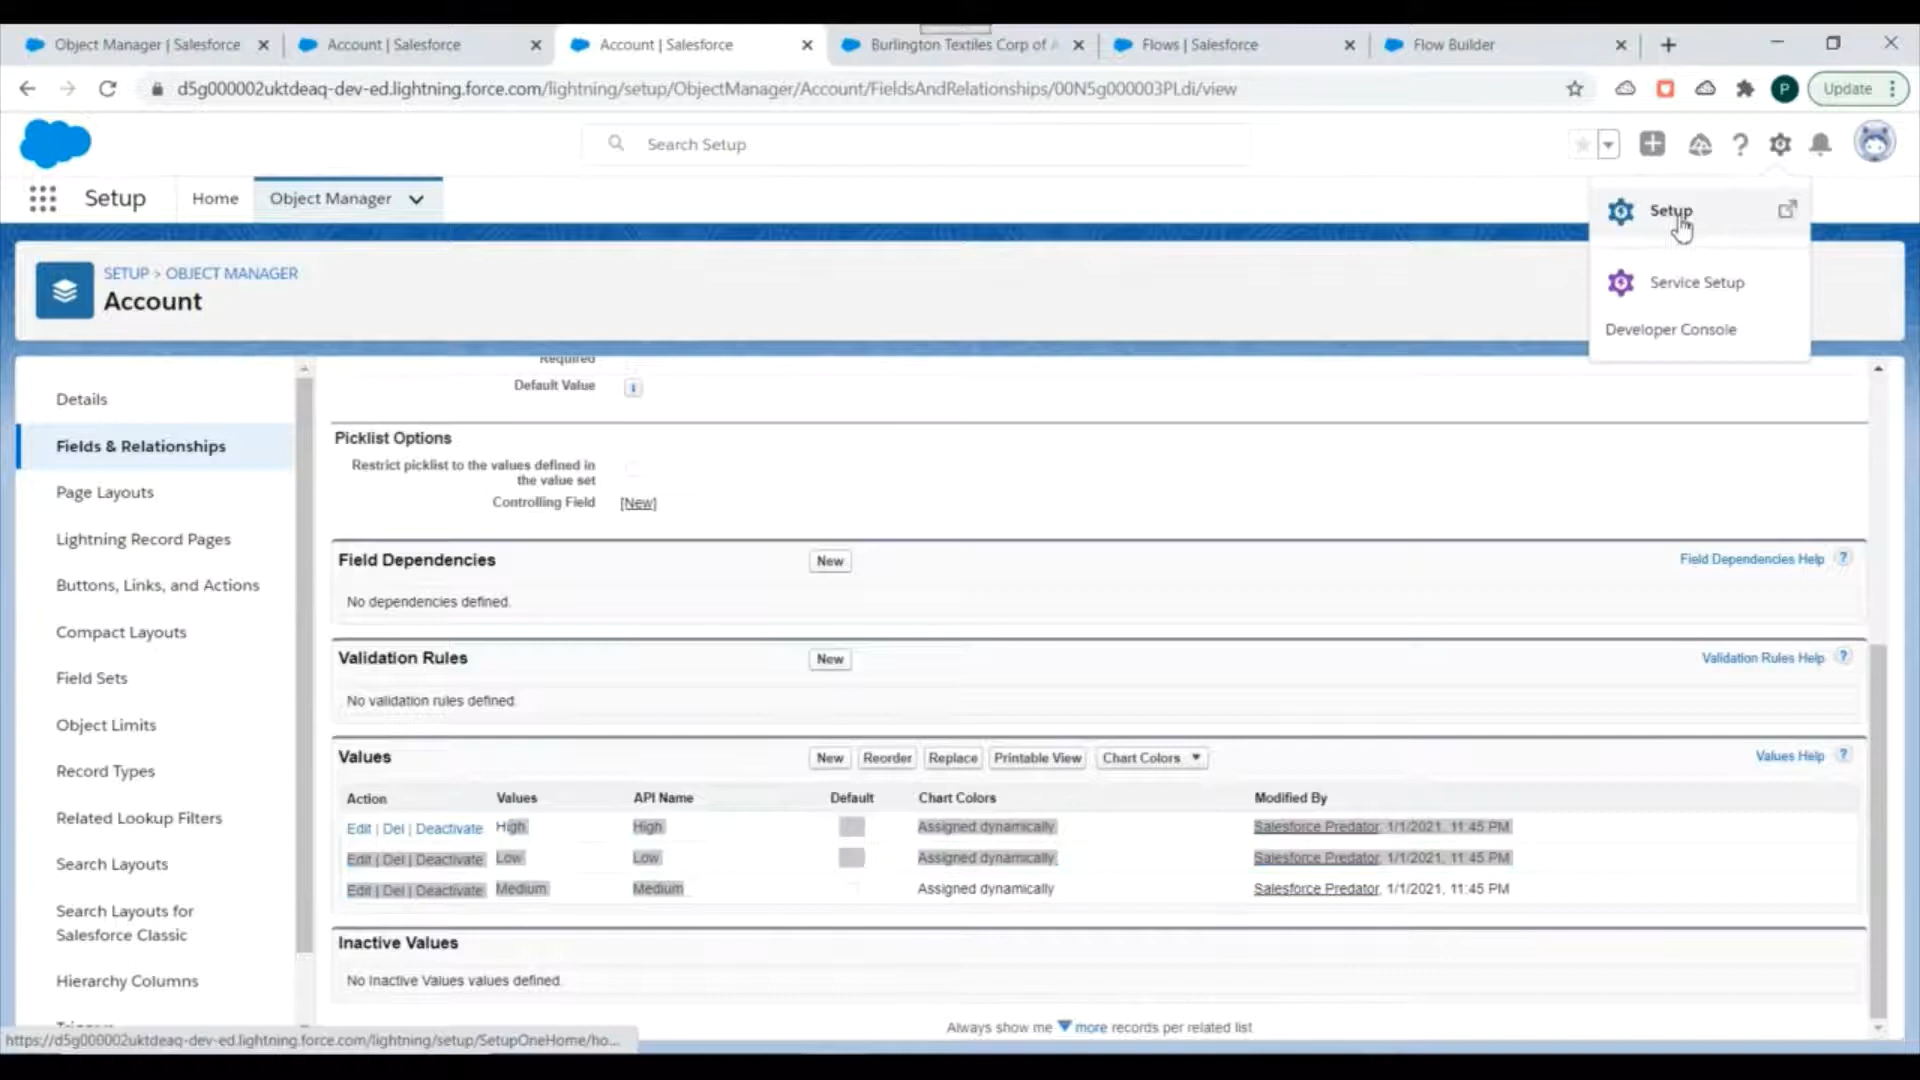 Object Manager | Salesforce
Account | Salesforce
Account | Salesforce
Burlington Textiles Corp of A
Flows | Salesforce
Flow Builder
d5g000002uktdeaq-dev-ed.lightning.force.com/lightning/setup/ObjectManager/Account/FieldsAndRelationships/00N5g000003PLdi/view
P
Update
Search Setup
Setup
Home
Object Manager
Setup
Service Setup
Developer Console
SETUP > OBJECT MANAGER
Account
Details
Fields & Relationships
Page Layouts
Lightning Record Pages
Buttons, Links, and Actions
Compact Layouts
Field Sets
Object Limits
Record Types
Related Lookup Filters
Search Layouts
Search Layouts for
Salesforce Classic
Hierarchy Columns
Required
Default Value
Picklist Options
Restrict picklist to the values defined in
the value set
Controlling Field [New]
Field Dependencies New Field Dependencies Help ?
No dependencies defined.
Validation Rules New Validation Rules Help ?
No validation rules defined.
Values New Reorder Replace Printable View Chart Colors Values Help ?
Action Values API Name Default Chart Colors Modified By
Edit | Del | Deactivate High High Assigned dynamically Salesforce Predator, 1/1/2021, 11:45 PM
Edit | Del | Deactivate Low Low Assigned dynamically Salesforce Predator, 1/1/2021, 11:45 PM
Edit | Del | Deactivate Medium Medium Assigned dynamically Salesforce Predator, 1/1/2021, 11:45 PM
Inactive Values
No Inactive Values values defined.
Always show me more records per related list
https://d5g000002uktdeaq-dev-ed.lightning.force.com/lightning/setup/SetupOneHome/ho...